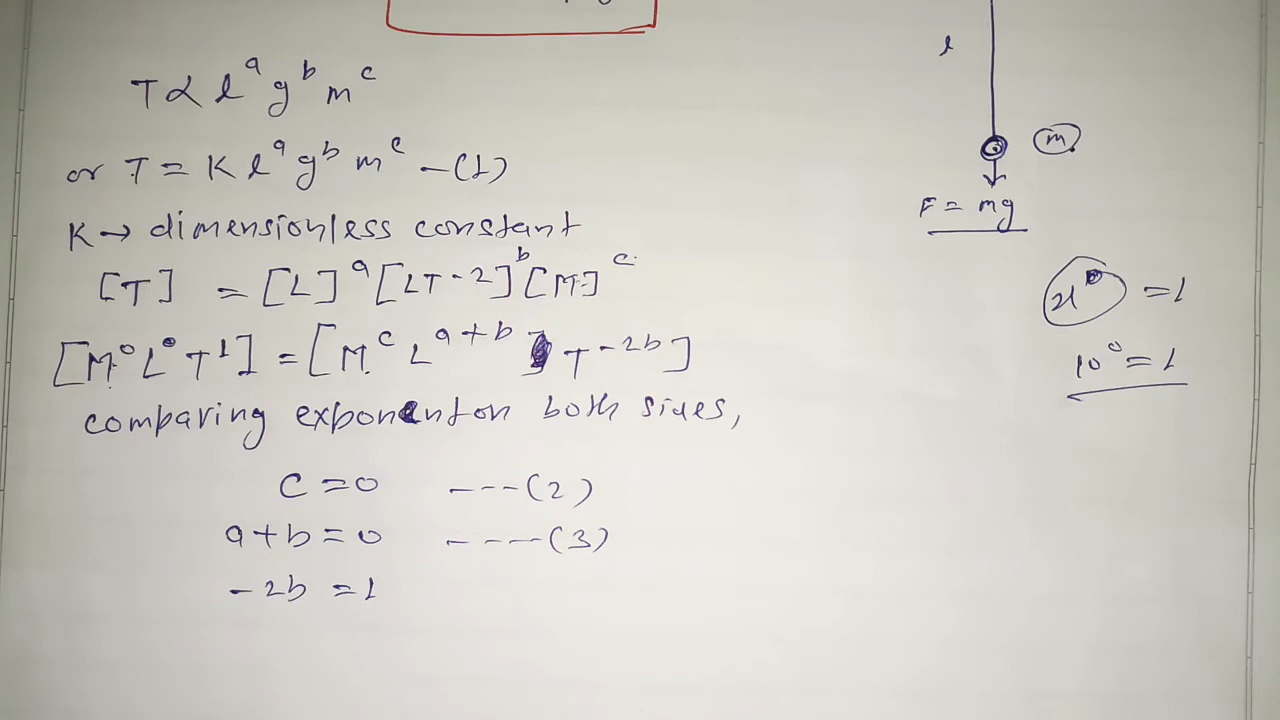 T ∝ l^a g^b m^c
or T = K l^a g^b m^c -(1)
K → dimensionless constant
[T] = [L]^a [LT-2]^b [M]^c
[M^0 L^0 T^1] = [M^c L^a+b T^-2b]
comparing exponent on both sides,
c = 0 ---(2)
a+b = 0 ----(3)
-2b = 1
l
m
F = mg
x^0 = 1
10^0 = 1